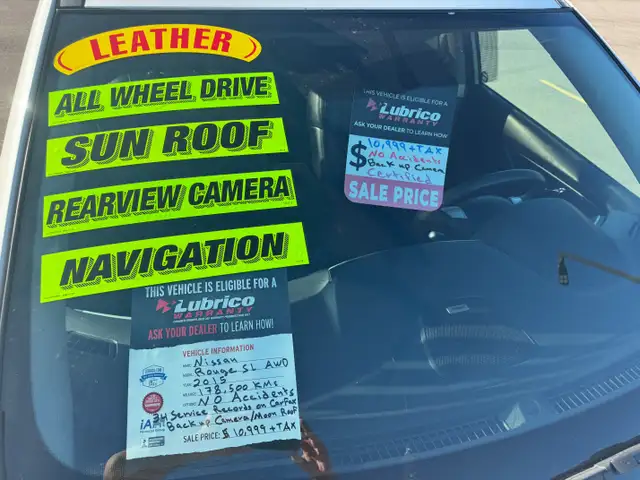 LEATHER
ALL WHEEL DRIVE
SUN ROOF
REARVIEW CAMERA
NAVIGATION
THIS VEHICLE IS ELIGIBLE FOR A
Lubrico
WARRANTY
ASK YOUR DEALER TO LEARN HOW
$ 10,999+TAX
No Accidents
Back up Camera
Certified
SALE PRICE
THIS VEHICLE IS ELIGIBLE FOR A
Lubrico
WARRANTY
ASK YOUR DEALER TO LEARN HOW!
VEHICLE INFORMATION
Nissan
Rouge SL AWD
2015
178,500 KMs
NO Accidents
34 Service Records on CarFax
Back up Camera/Moon Roof
SALE PRICE: $ 10,999+TAX